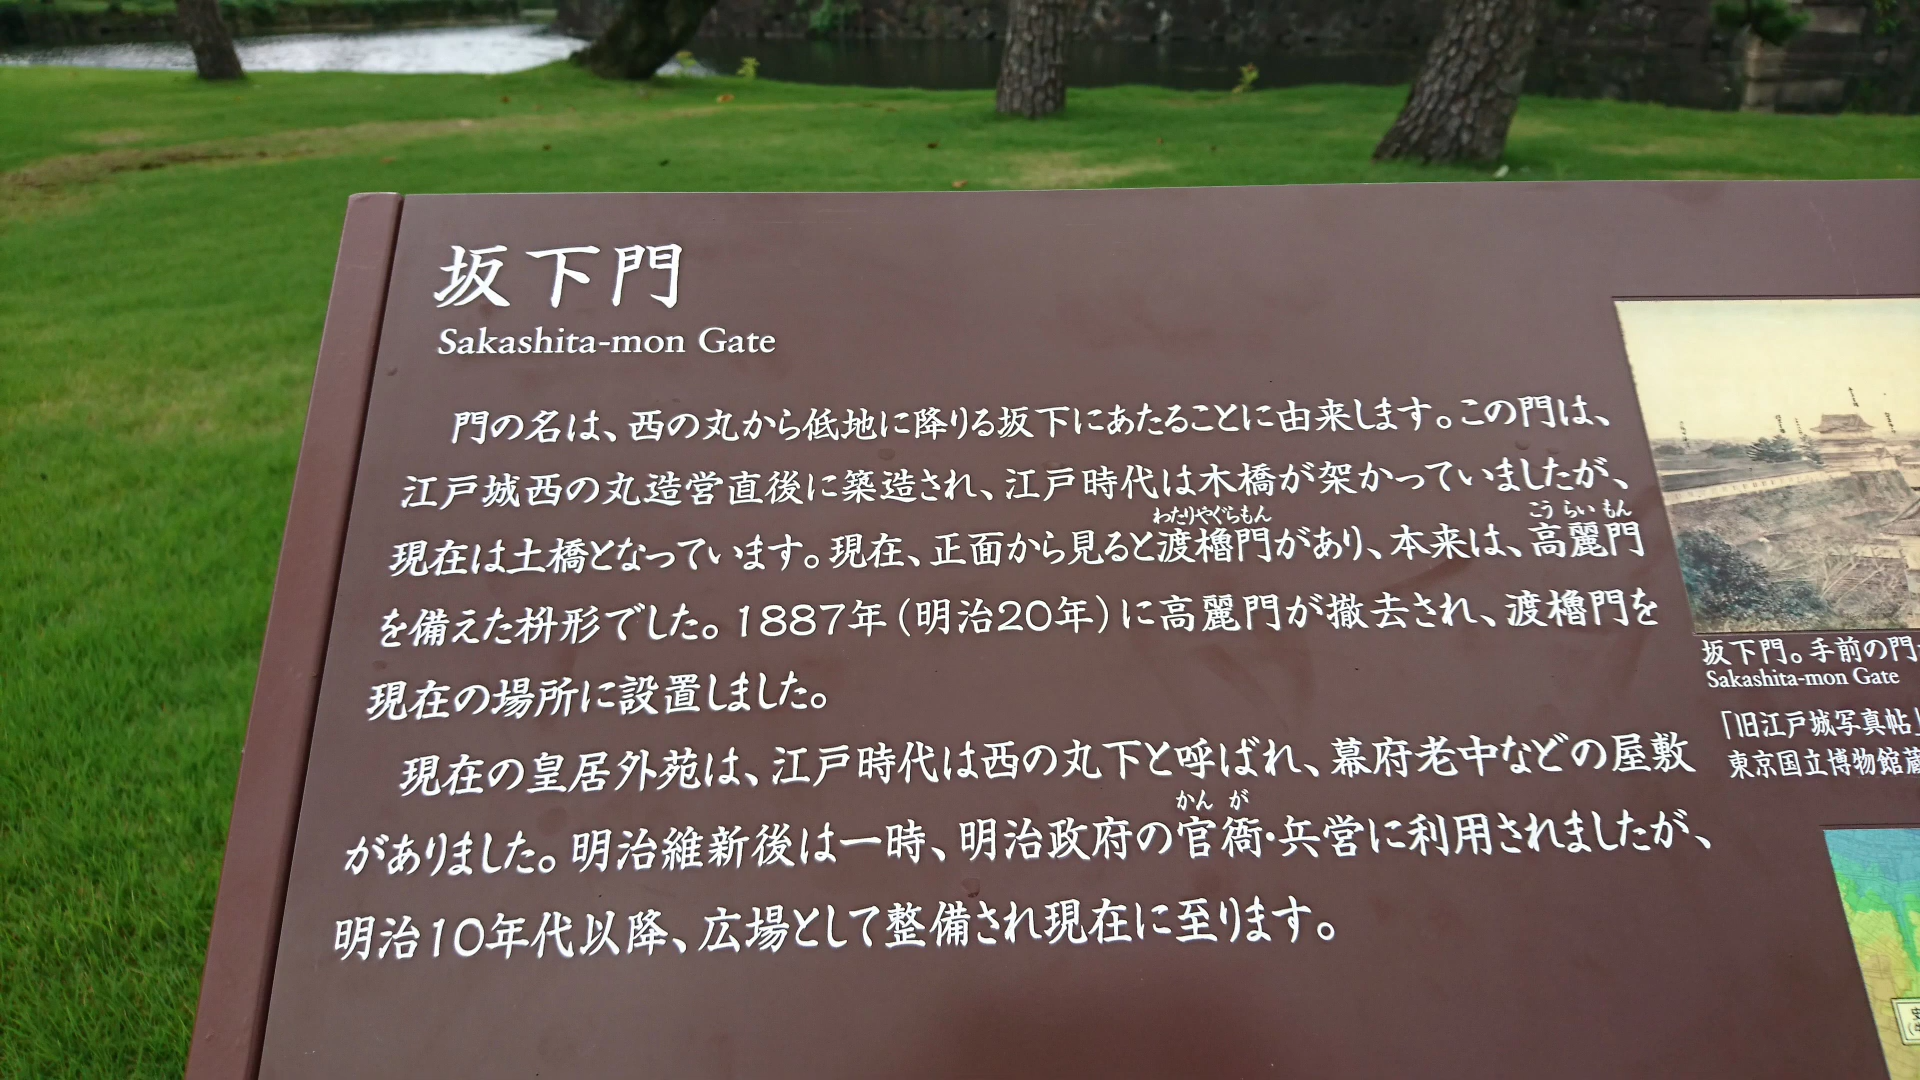 坂下門
Sakashita-mon Gate
門の名は、西の丸から低地に降りる坂下にあたることに由来します。この門は、
江戸城西の丸造営直後に築造され、江戸時代は木橋が架かっていましたが、
わたりやぐらもん こうらいもん
現在は土橋となっています。現在、正面から見ると渡櫓門があり、本来は、高麗門
を備えた枡形でした。1887年(明治20年)に高麗門が撤去され、渡櫓門を
現在の場所に設置しました。
現在の皇居外苑は、江戸時代は西の丸下と呼ばれ、幕府老中などの屋敷
かんが
がありました。明治維新後は一時、明治政府の官衙・兵営に利用されましたが、
明治10年代以降、広場として整備され現在に至ります。
坂下門。手前の門
Sakashita-mon Gate
「旧江戸城写真帖」
東京国立博物館蔵